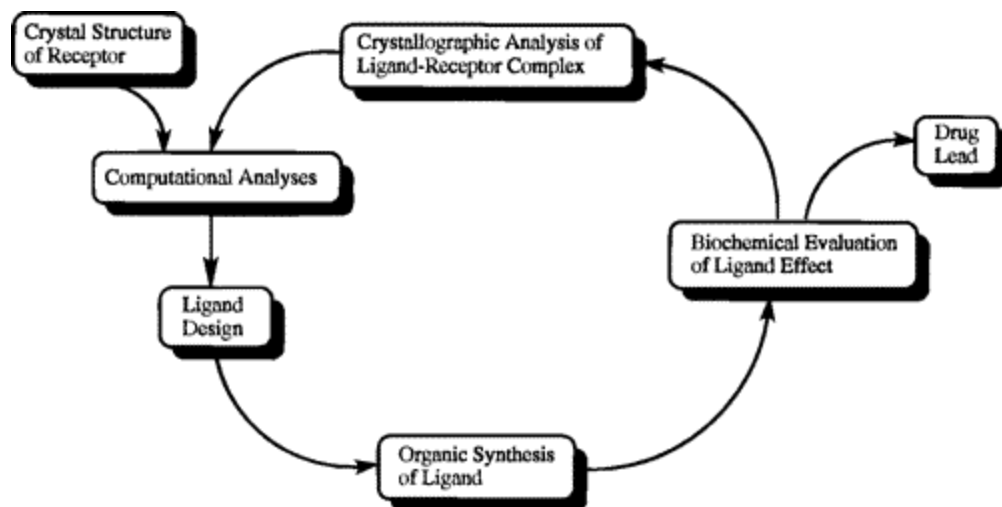 Crystal Structure
of Receptor
Crystallographic Analysis of
Ligand-Receptor Complex
Drug
Lead
Computational Analyses
Biochemical Evaluation
of Ligand Effect
Ligand
Design
Organic Synthesis
of Ligand